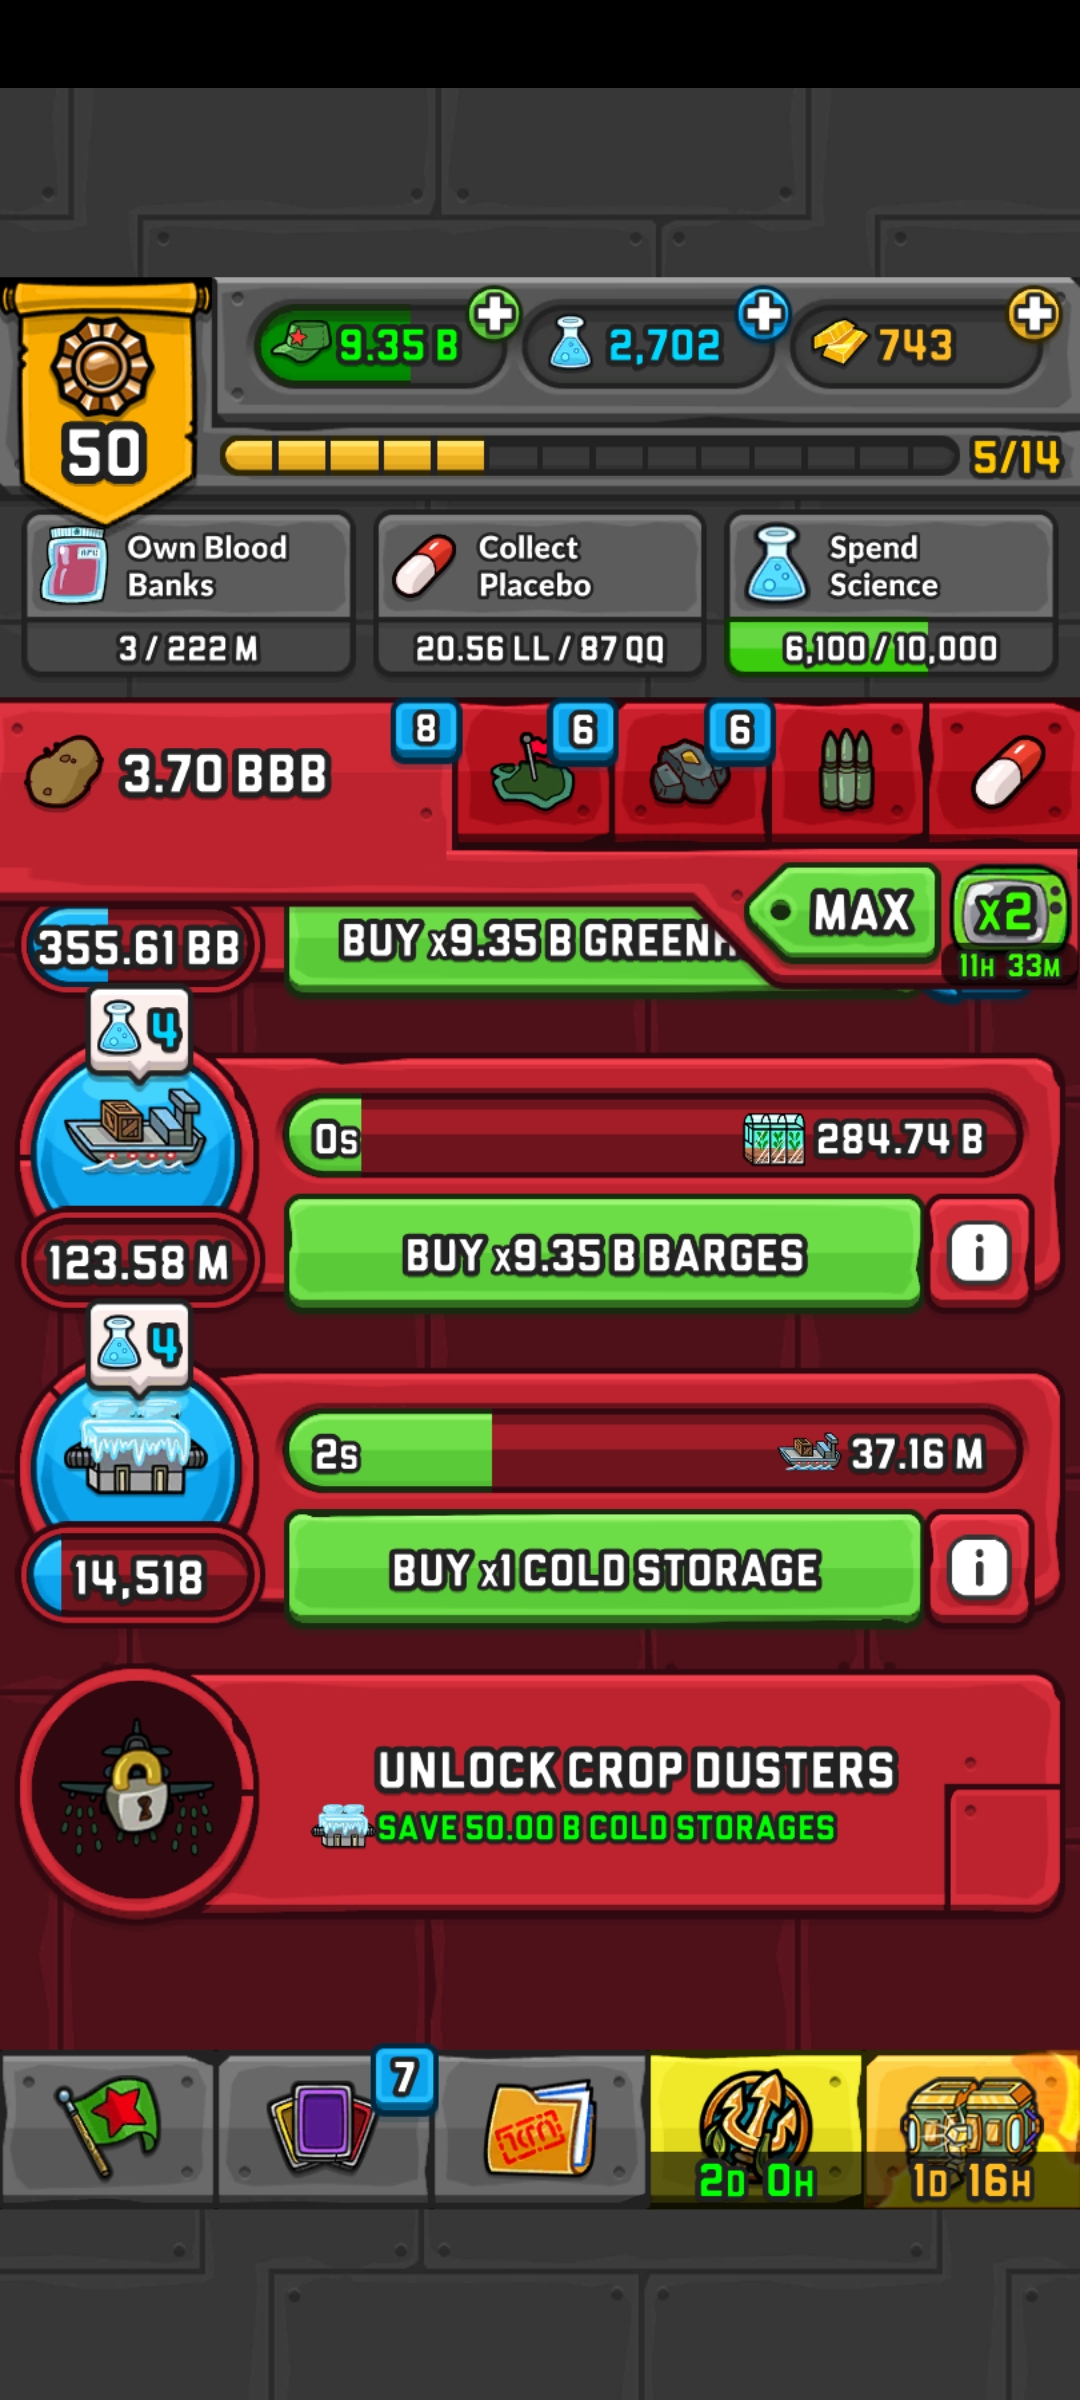 9.35 B
2,702
743
50
5/14
Own Blood Banks
3 / 222 M
Collect Placebo
20.56 LL / 87 QQ
Spend Science
6,100 / 10,000
3.70 BBB
8
6
6
MAX
x2
11H 33M
355.61 BB
BUY x9.35 B GREENH
4
0s
284.74 B
123.58 M
BUY x9.35 B BARGES
i
4
2s
37.16 M
14,518
BUY x1 COLD STORAGE
i
UNLOCK CROP DUSTERS
SAVE 50.00 B COLD STORAGES
7
2D 0H
1D 16H